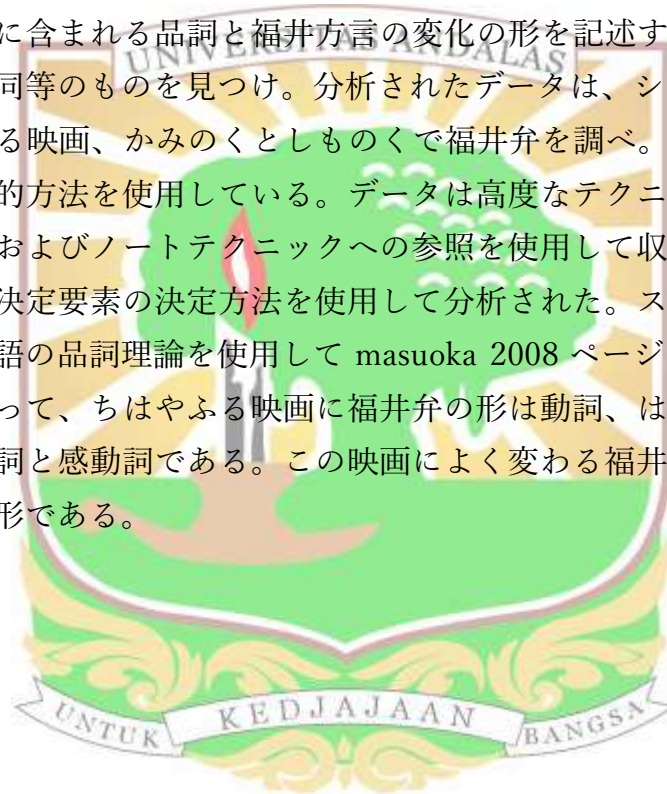 に含まれる品詞と福井方言の変化の形を記述す
同等のものを見つけ。分析されたデータは、シ
る映画、かみのくとしものくで福井弁を調べ。
的方法を使用している。データは高度なテクニ
およびノートテクニックへの参照を使用して収
決定要素の決定方法を使用して分析された。ス
語の品詞理論を使用して masuoka 2008 ページ
って、ちはやふる映画に福井弁の形は動詞、は
詞と感動詞である。この映画によく変わる福井
形である。
UNIVERSITAS ANDALAS
UNTUK KEDJAJAAN BANGSA